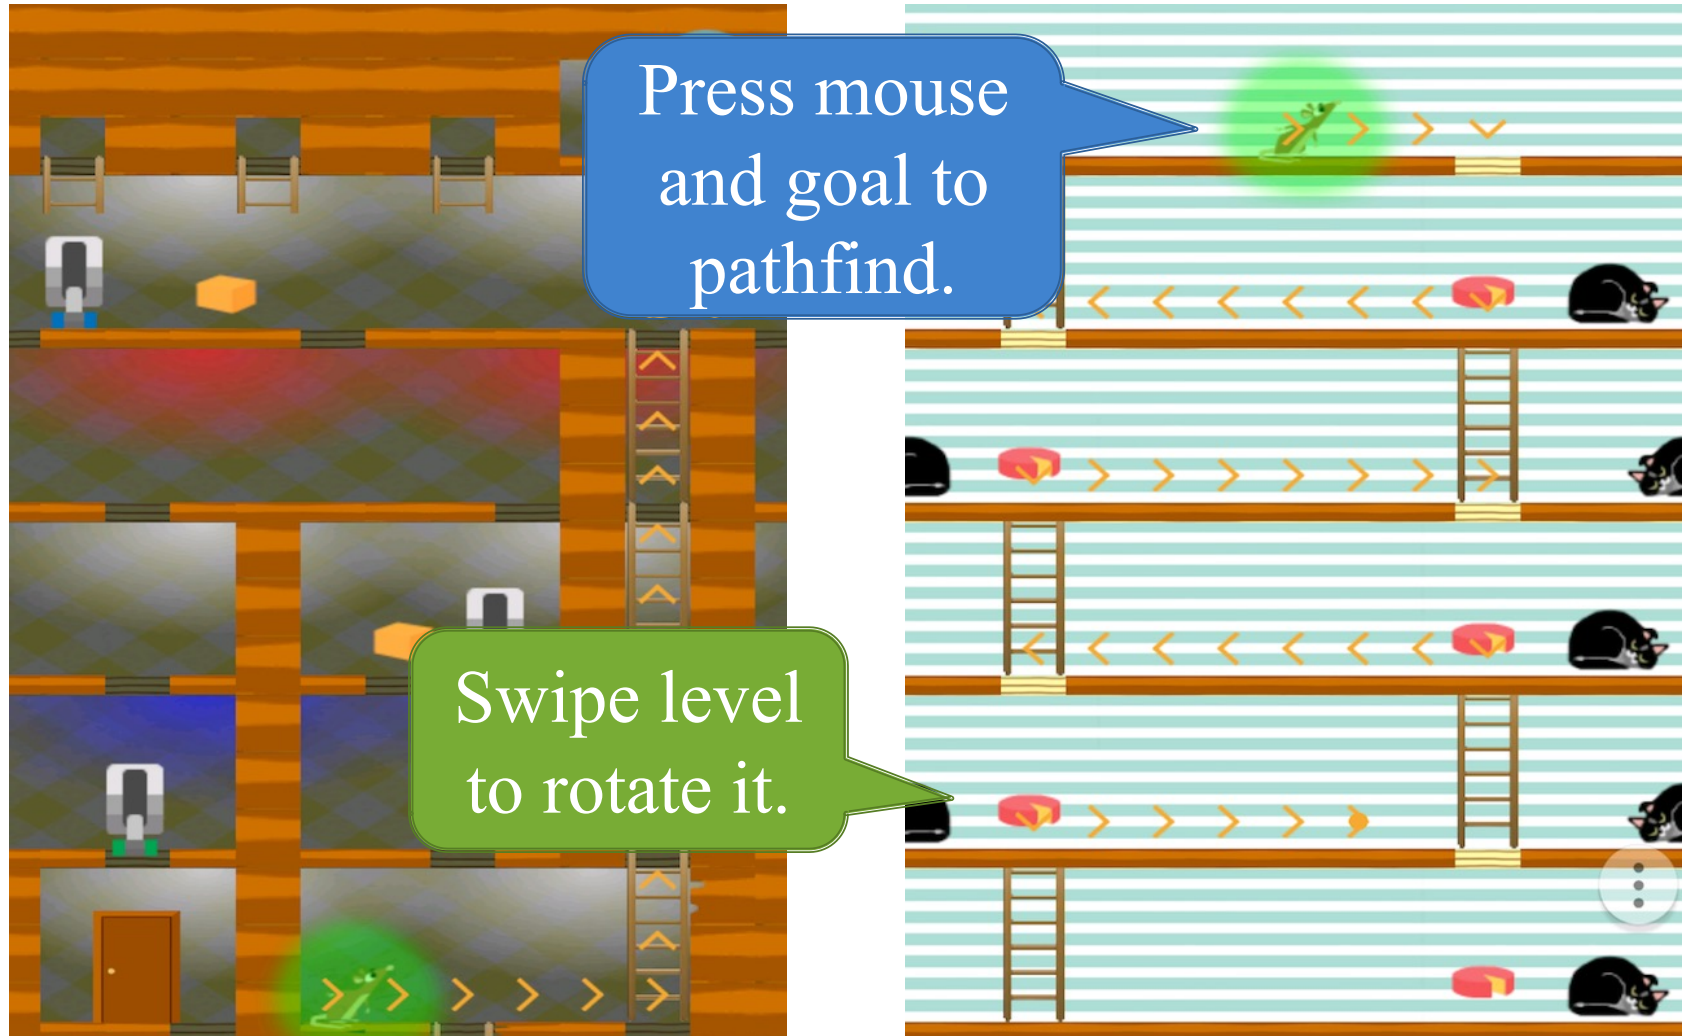 Press mouse
and goal to
pathfind.
Swipe level
to rotate it.